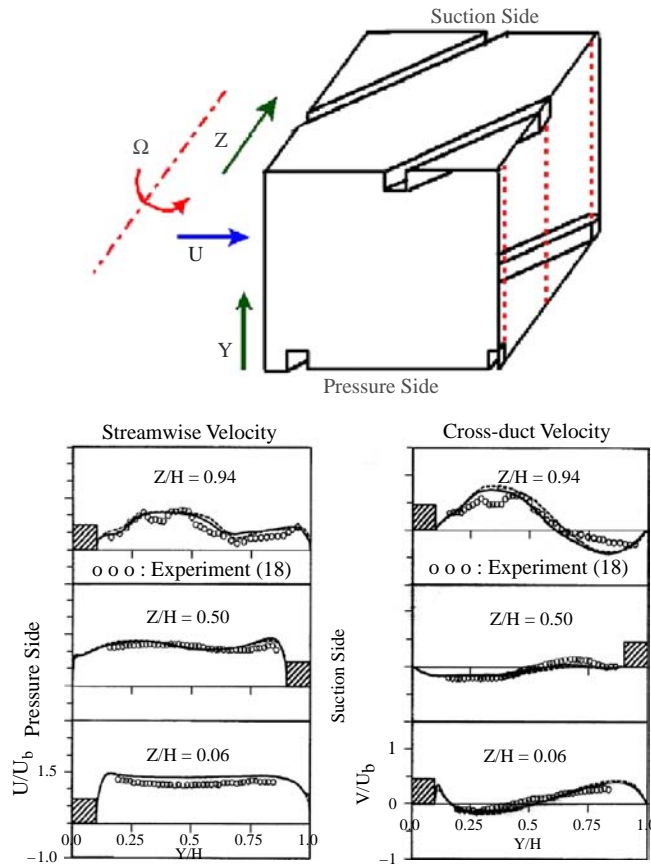 Suction Side
Z
Ω
U
Y
Pressure Side
Streamwise Velocity
Z/H = 0.94
o o o : Experiment (18)
Z/H = 0.50
Z/H = 0.06
Pressure Side
U/Ub
1.5
−1.0
0.0
0.25
0.5
0.75
1.0
Y/H
Cross-duct Velocity
Z/H = 0.94
o o o : Experiment (18)
Z/H = 0.50
Z/H = 0.06
Suction Side
V/Ub
1
0
−1
0.0
0.25
0.5
0.75
1.0
Y/H